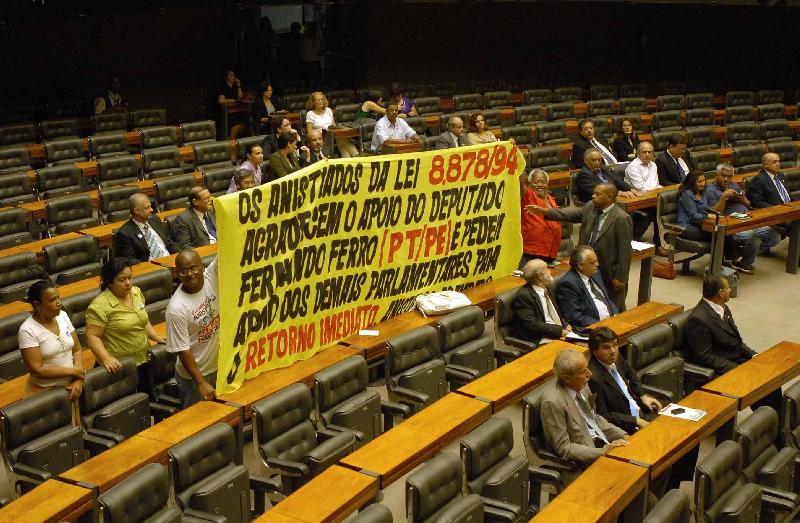 OS ANISTIADOS DA LEI 8.878/94
AGRADECEM O APOIO DO DEPUTADO
FERNANDO FERRO (PT/PE) E PEDEM
APOIO DOS DEMAIS PARLAMENTARES PARA
O RETORNO IMEDIATO